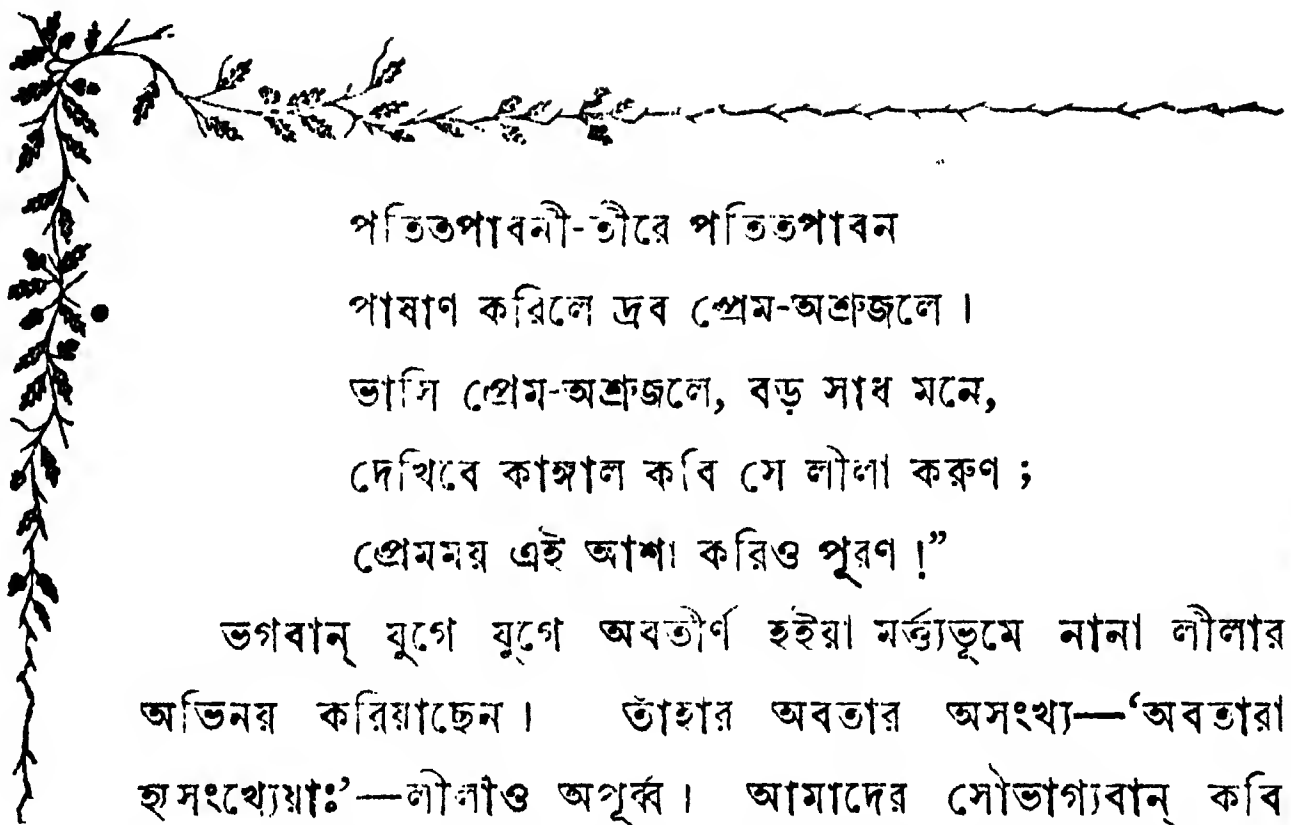 পতিতপাবনী-তীরে পতিতপাবন
পাষাণ করিলে দ্রব প্রেম-অশ্রুজলে ।
ভাসি প্রেম-অশ্রুজলে, বড় সাধ মনে,
দেখিবে কাঙ্গাল কবি সে লীলা করুণ ;
প্রেমময় এই আশা করিও পূরণ !”
ভগবান্ যুগে যুগে অবতীর্ণ হইয়া মর্ত্ত্যভূমে নানা লীলার
অভিনয় করিয়াছেন । তাঁহার অবতার অসংখ্য—‘অবতারা
হ্যসংখ্যেয়াঃ’—লীলাও অপূর্ব্ব । আমাদের সৌভাগ্যবান্ কবি